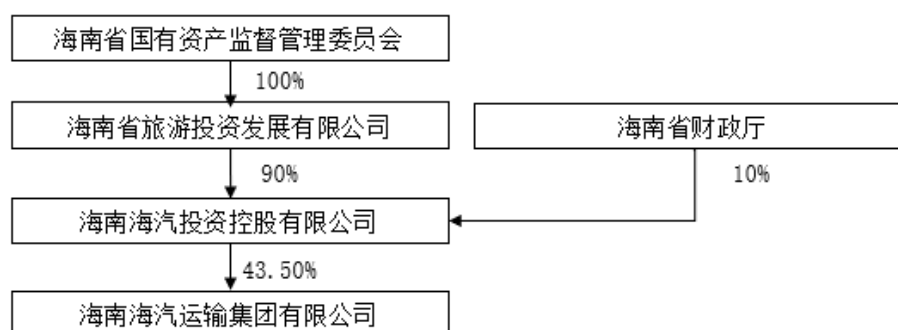 海南省国有资产监督管理委员会
100%
海南省旅游投资发展有限公司
海南省财政厅
90%
10%
海南海汽投资控股有限公司
43.50%
海南海汽运输集团有限公司